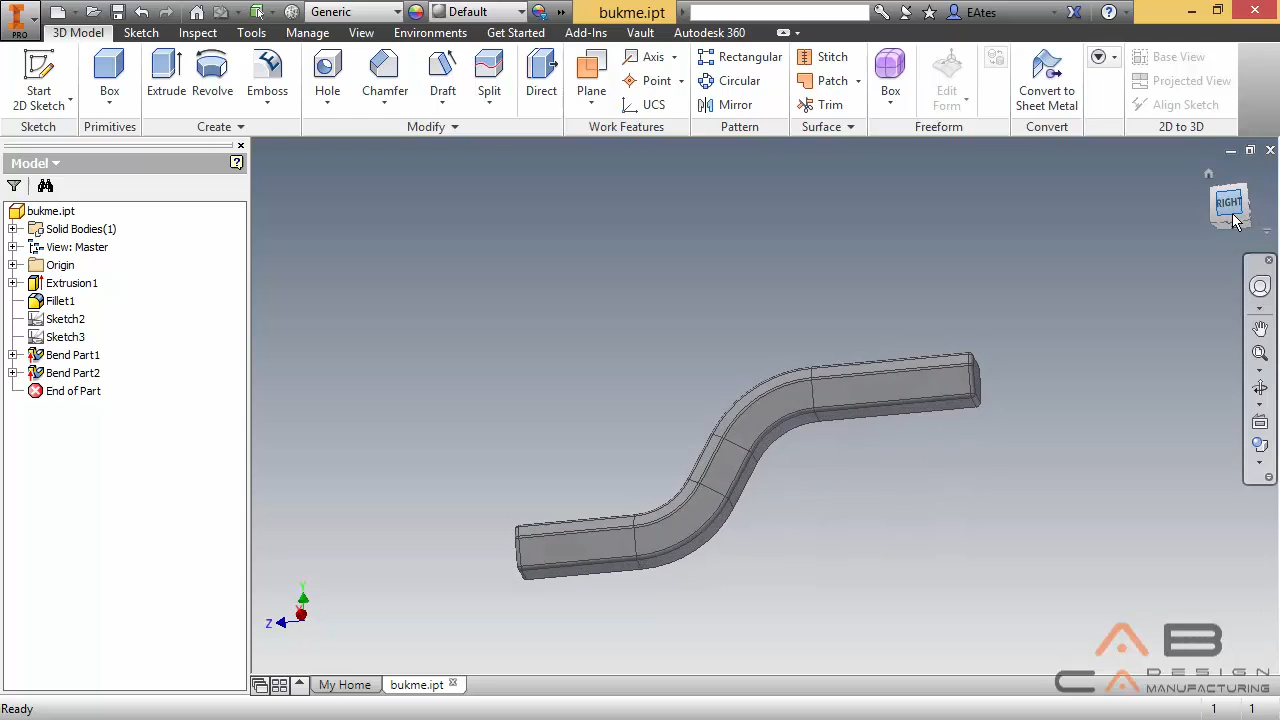 PRO
Generic
Default
bukme.ipt
EAtes
3D Model Sketch Inspect Tools Manage View Environments Get Started Add-Ins Vault Autodesk 360
Start
2D Sketch
Box
Extrude
Revolve
Emboss
Hole
Chamfer
Draft
Split
Direct
Plane
Axis
Point
UCS
Rectangular
Circular
Mirror
Stitch
Patch
Trim
Box
Edit
Form
Convert to
Sheet Metal
Base View
Projected View
Align Sketch
Sketch Primitives Create Modify Work Features Pattern Surface Freeform Convert 2D to 3D
Model
bukme.ipt
Solid Bodies(1)
View: Master
Origin
Extrusion1
Fillet1
Sketch2
Sketch3
Bend Part1
Bend Part2
End of Part
RIGHT
Y
X
Z
My Home
bukme.ipt
AB
DESIGN
CA
MANUFACTURING
Ready
1 1